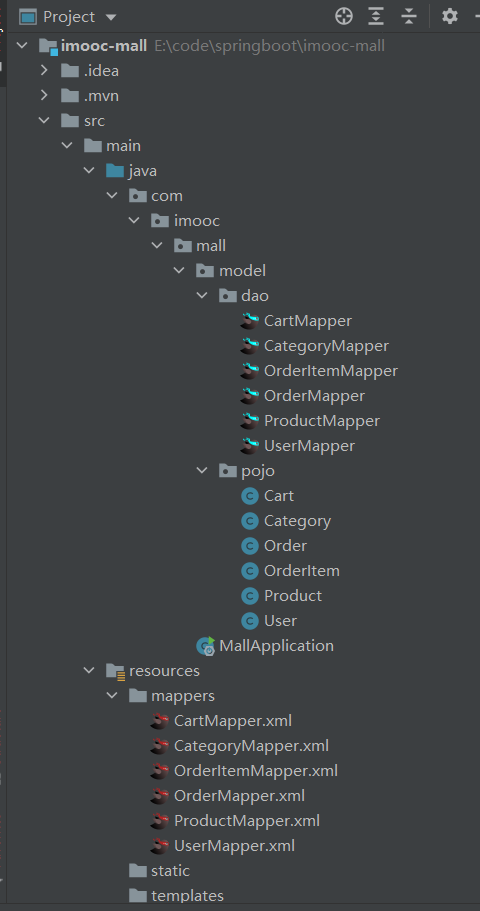 Project
imooc-mall E:\code\springboot\imooc-mall
.idea
.mvn
src
main
java
com
imooc
mall
model
dao
CartMapper
CategoryMapper
OrderItemMapper
OrderMapper
ProductMapper
UserMapper
pojo
Cart
Category
Order
OrderItem
Product
User
MallApplication
resources
mappers
CartMapper.xml
CategoryMapper.xml
OrderItemMapper.xml
OrderMapper.xml
ProductMapper.xml
UserMapper.xml
static
templates